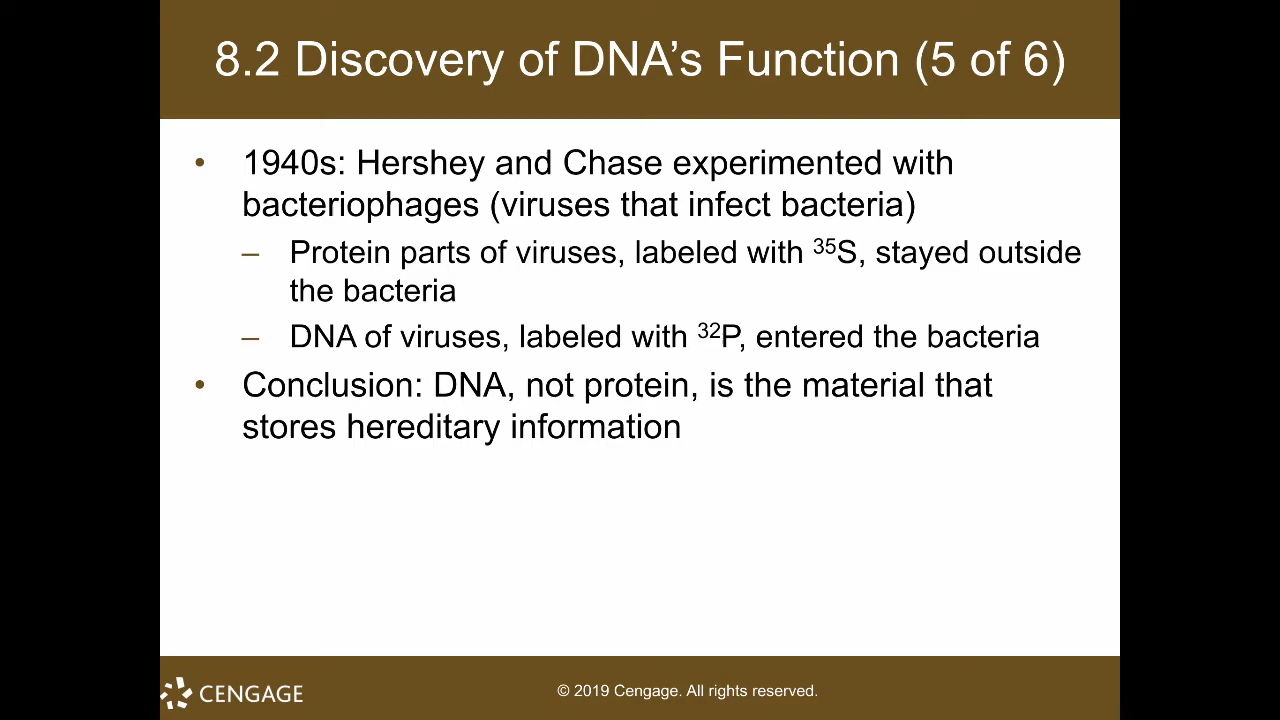 8.2 Discovery of DNA’s Function (5 of 6)
• 1940s: Hershey and Chase experimented with
bacteriophages (viruses that infect bacteria)
– Protein parts of viruses, labeled with ³⁵S, stayed outside
the bacteria
– DNA of viruses, labeled with ³²P, entered the bacteria
• Conclusion: DNA, not protein, is the material that
stores hereditary information
CENGAGE
© 2019 Cengage. All rights reserved.